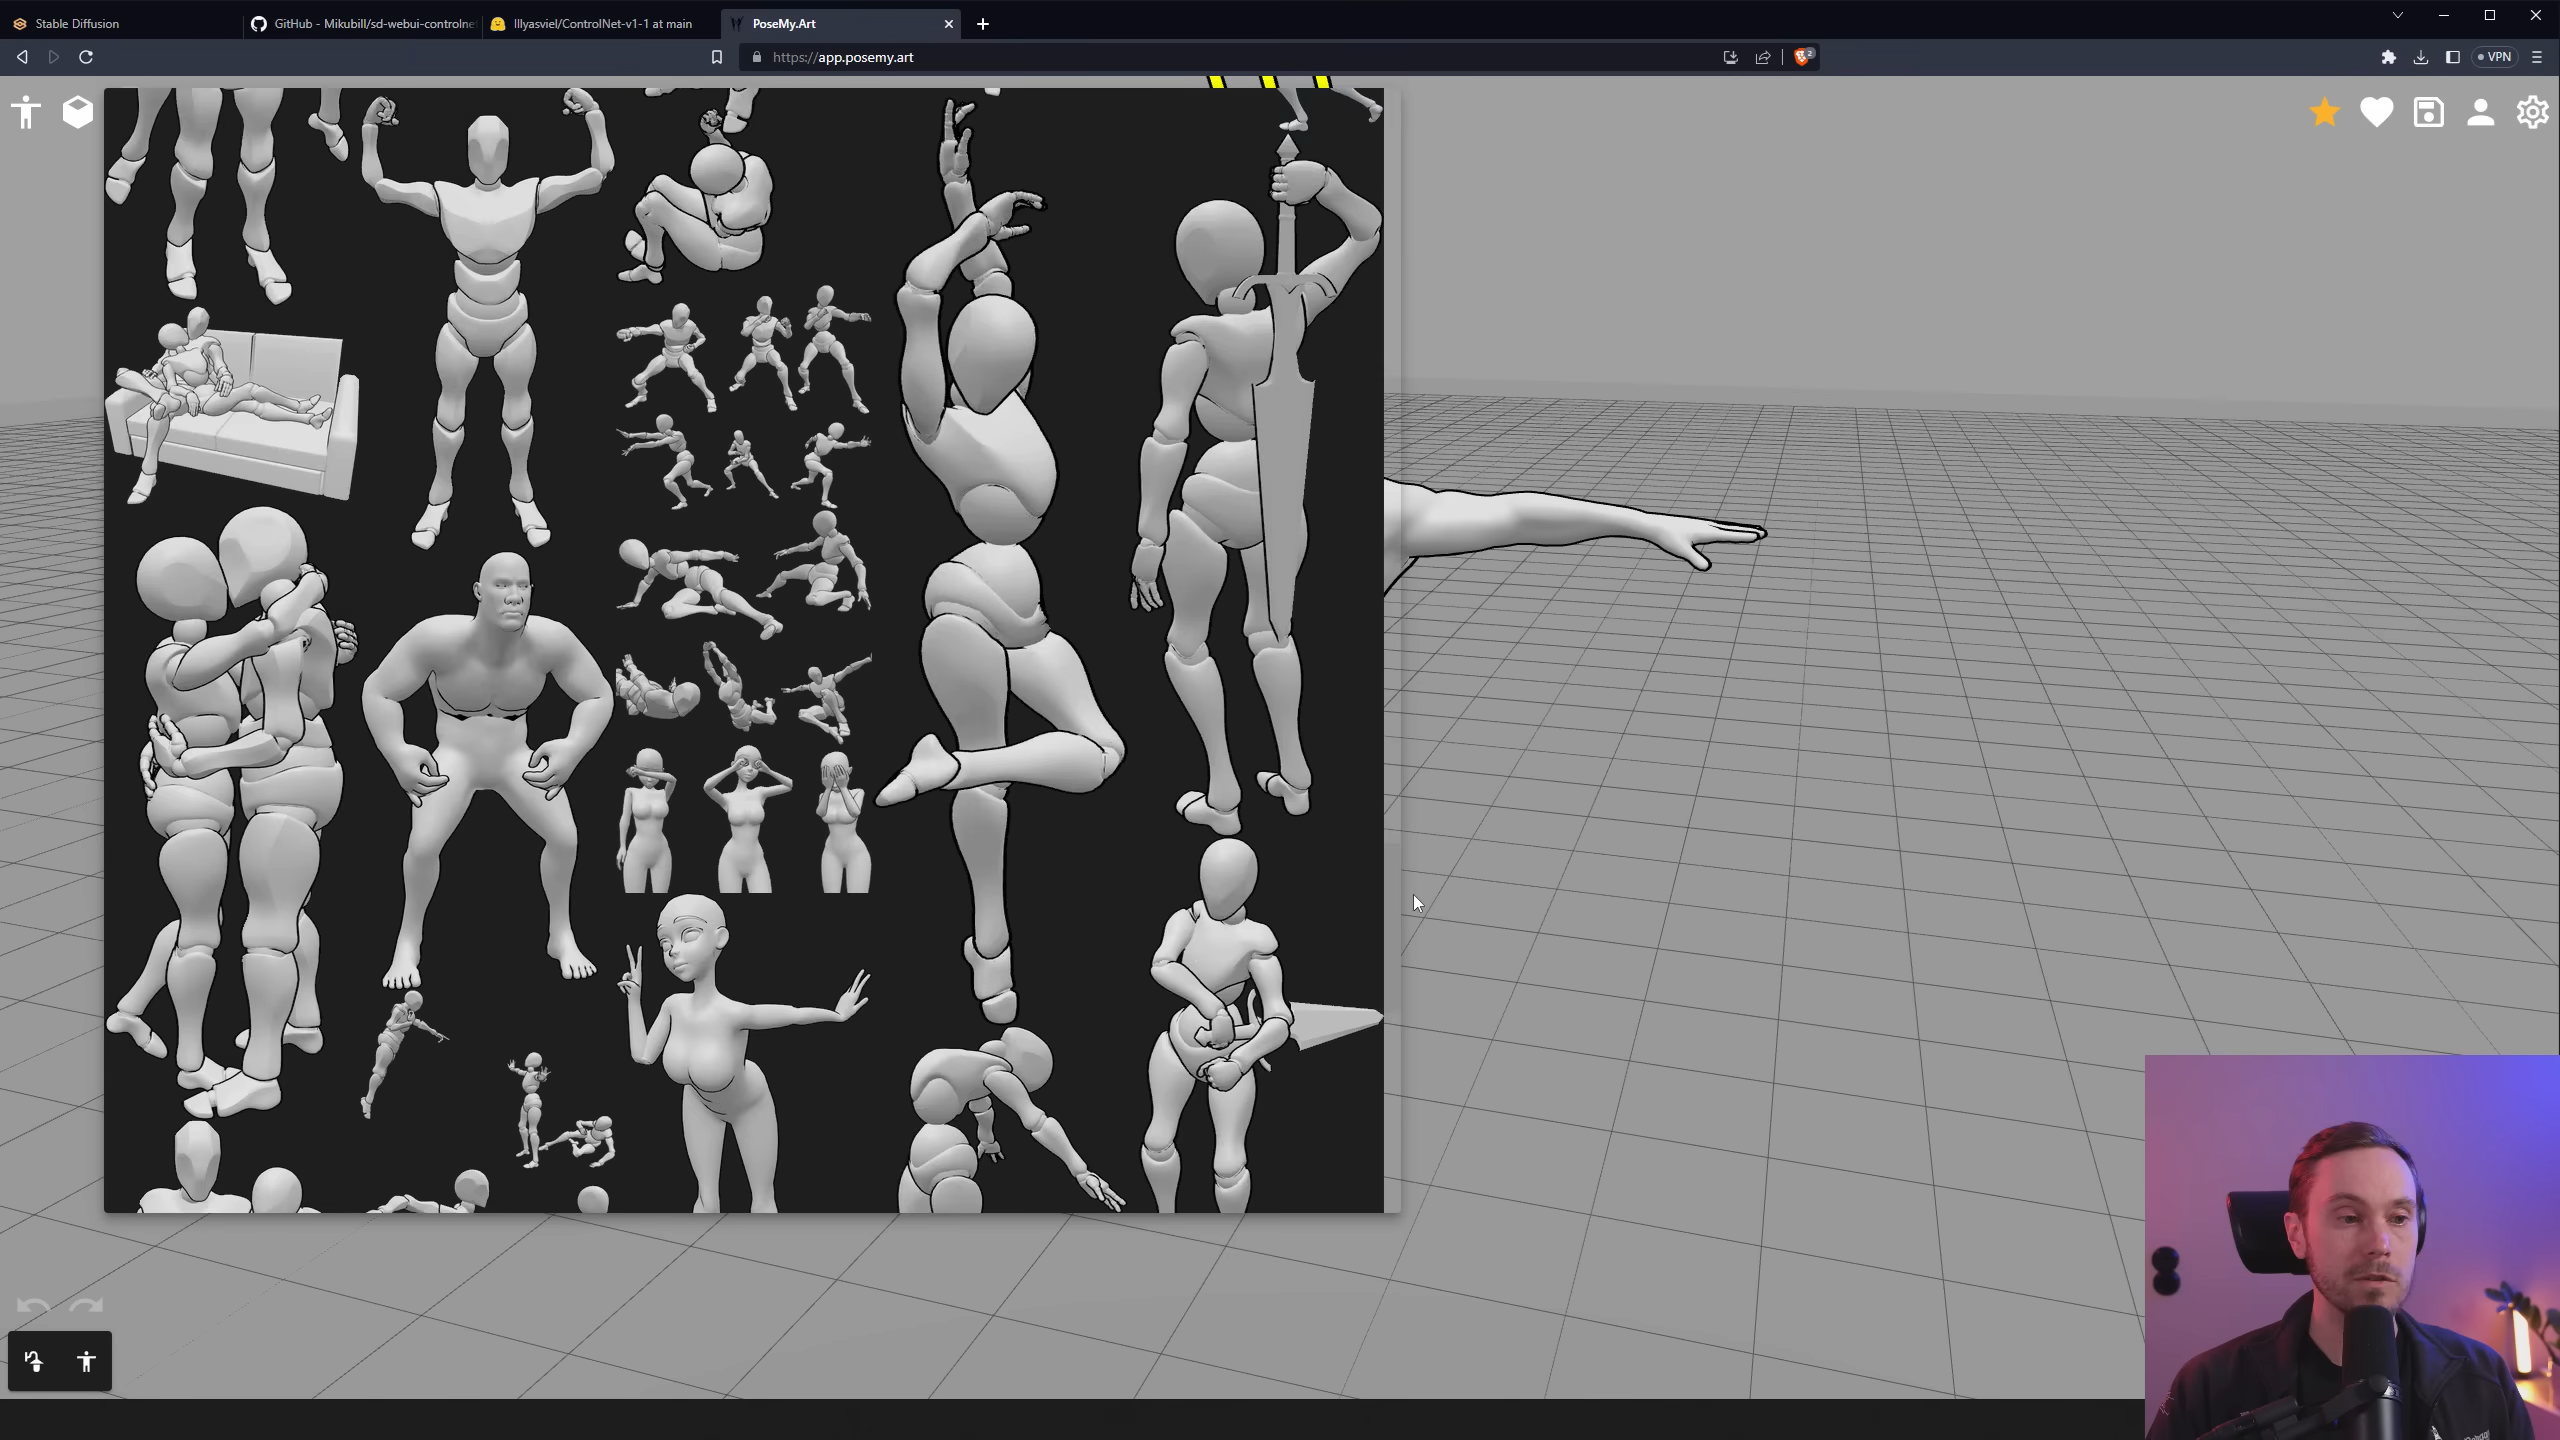 Stable Diffusion
GitHub - Mikubill/sd-webui-controlne
lllyasviel/ControlNet-v1-1 at main
PoseMy.Art
https://app.posemy.art
2
VPN